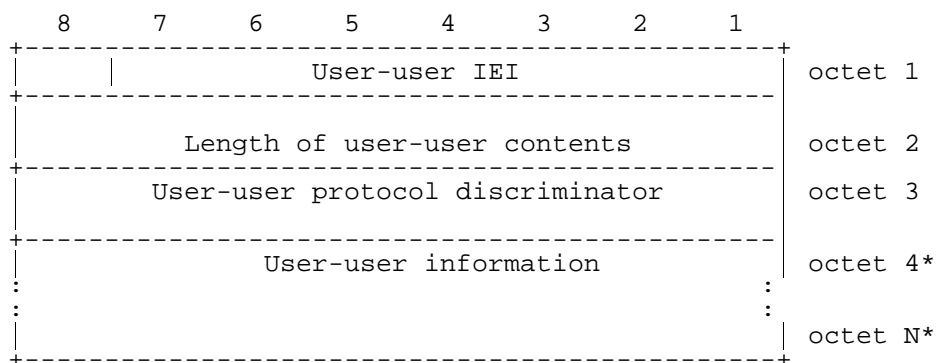 8 7 6 5 4 3 2 1
+-----------------------------------------------+
| | User-user IEI | octet 1
+-----------------------------------------------
| Length of user-user contents | octet 2
+-----------------------------------------------
| User-user protocol discriminator | octet 3
+-----------------------------------------------
| User-user information | octet 4*
: :
: :
| | octet N*
+-----------------------------------------------+